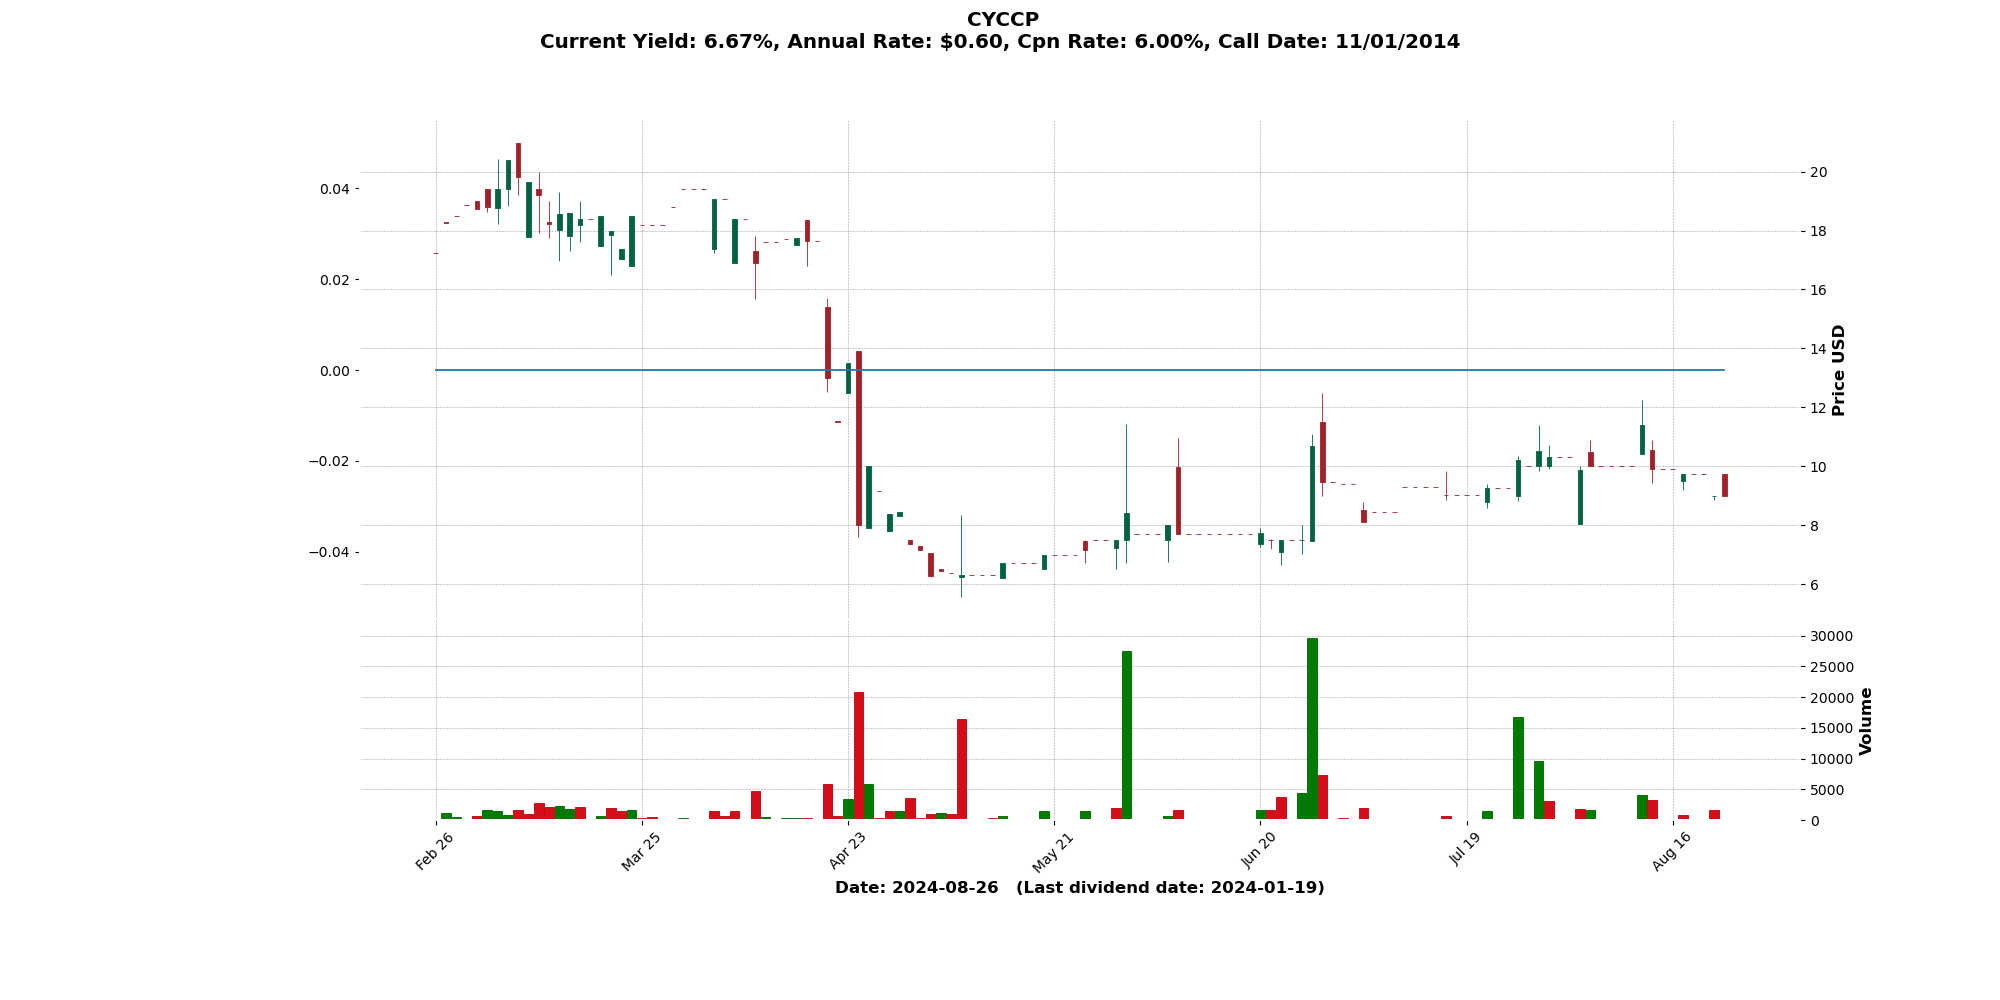 CYCCP
Current Yield: 6.67%, Annual Rate: $0.60, Cpn Rate: 6.00%, Call Date: 11/01/2014
0.04
0.02
0.00
−0.02
−0.04
20
18
16
14
12
10
8
6
Price USD
30000
25000
20000
15000
10000
5000
0
Volume
Feb 26
Mar 25
Apr 23
May 21
Jun 20
Jul 19
Aug 16
Date: 2024-08-26 (Last dividend date: 2024-01-19)